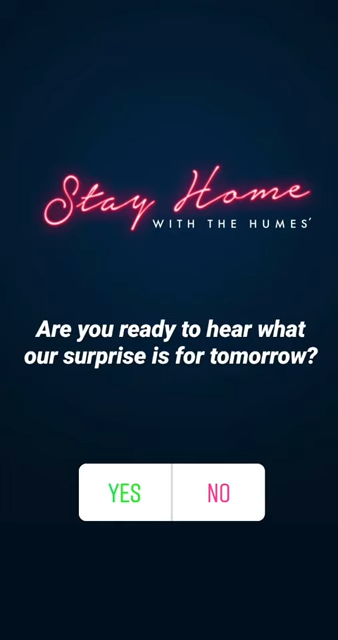 Stay Home
WITH THE HUMES'
Are you ready to hear what
our surprise is for tomorrow?
YES NO